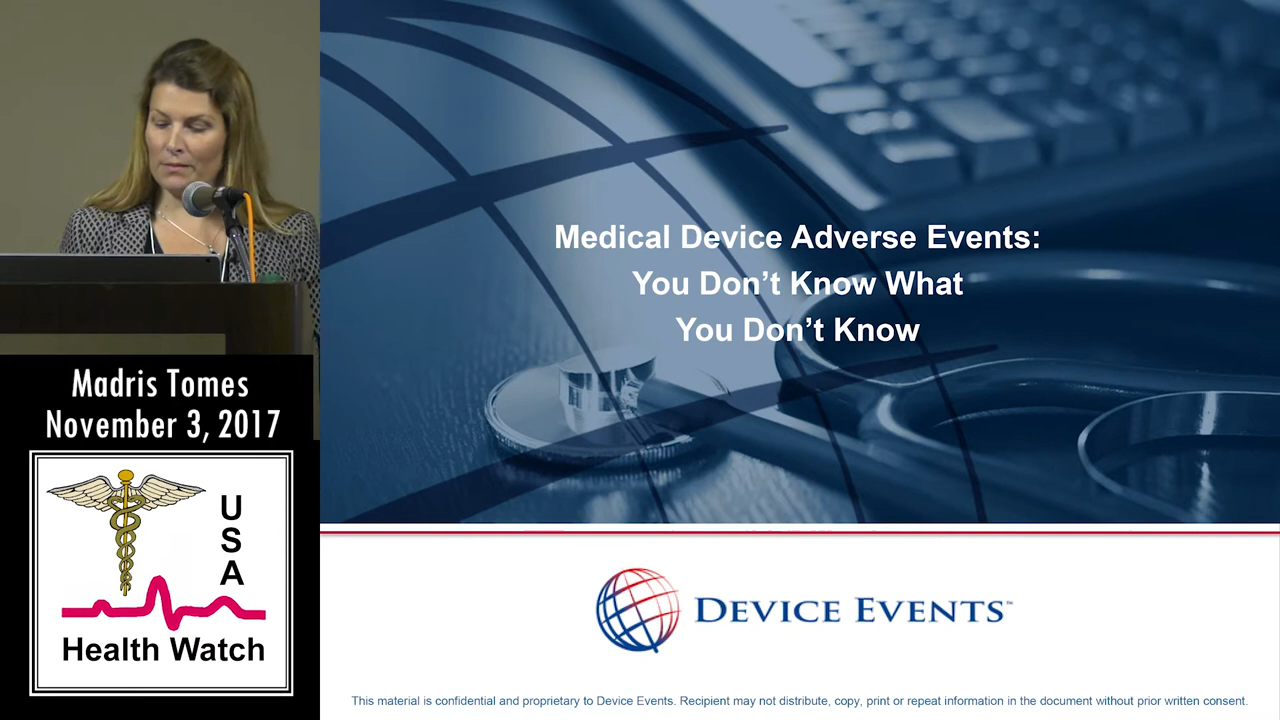 Medical Device Adverse Events:
You Don't Know What
You Don't Know
Madris Tomes
November 3, 2017
USA
Health Watch
DEVICE EVENTS™
This material is confidential and proprietary to Device Events. Recipient may not distribute, copy, print or repeat information in the document without prior written consent.